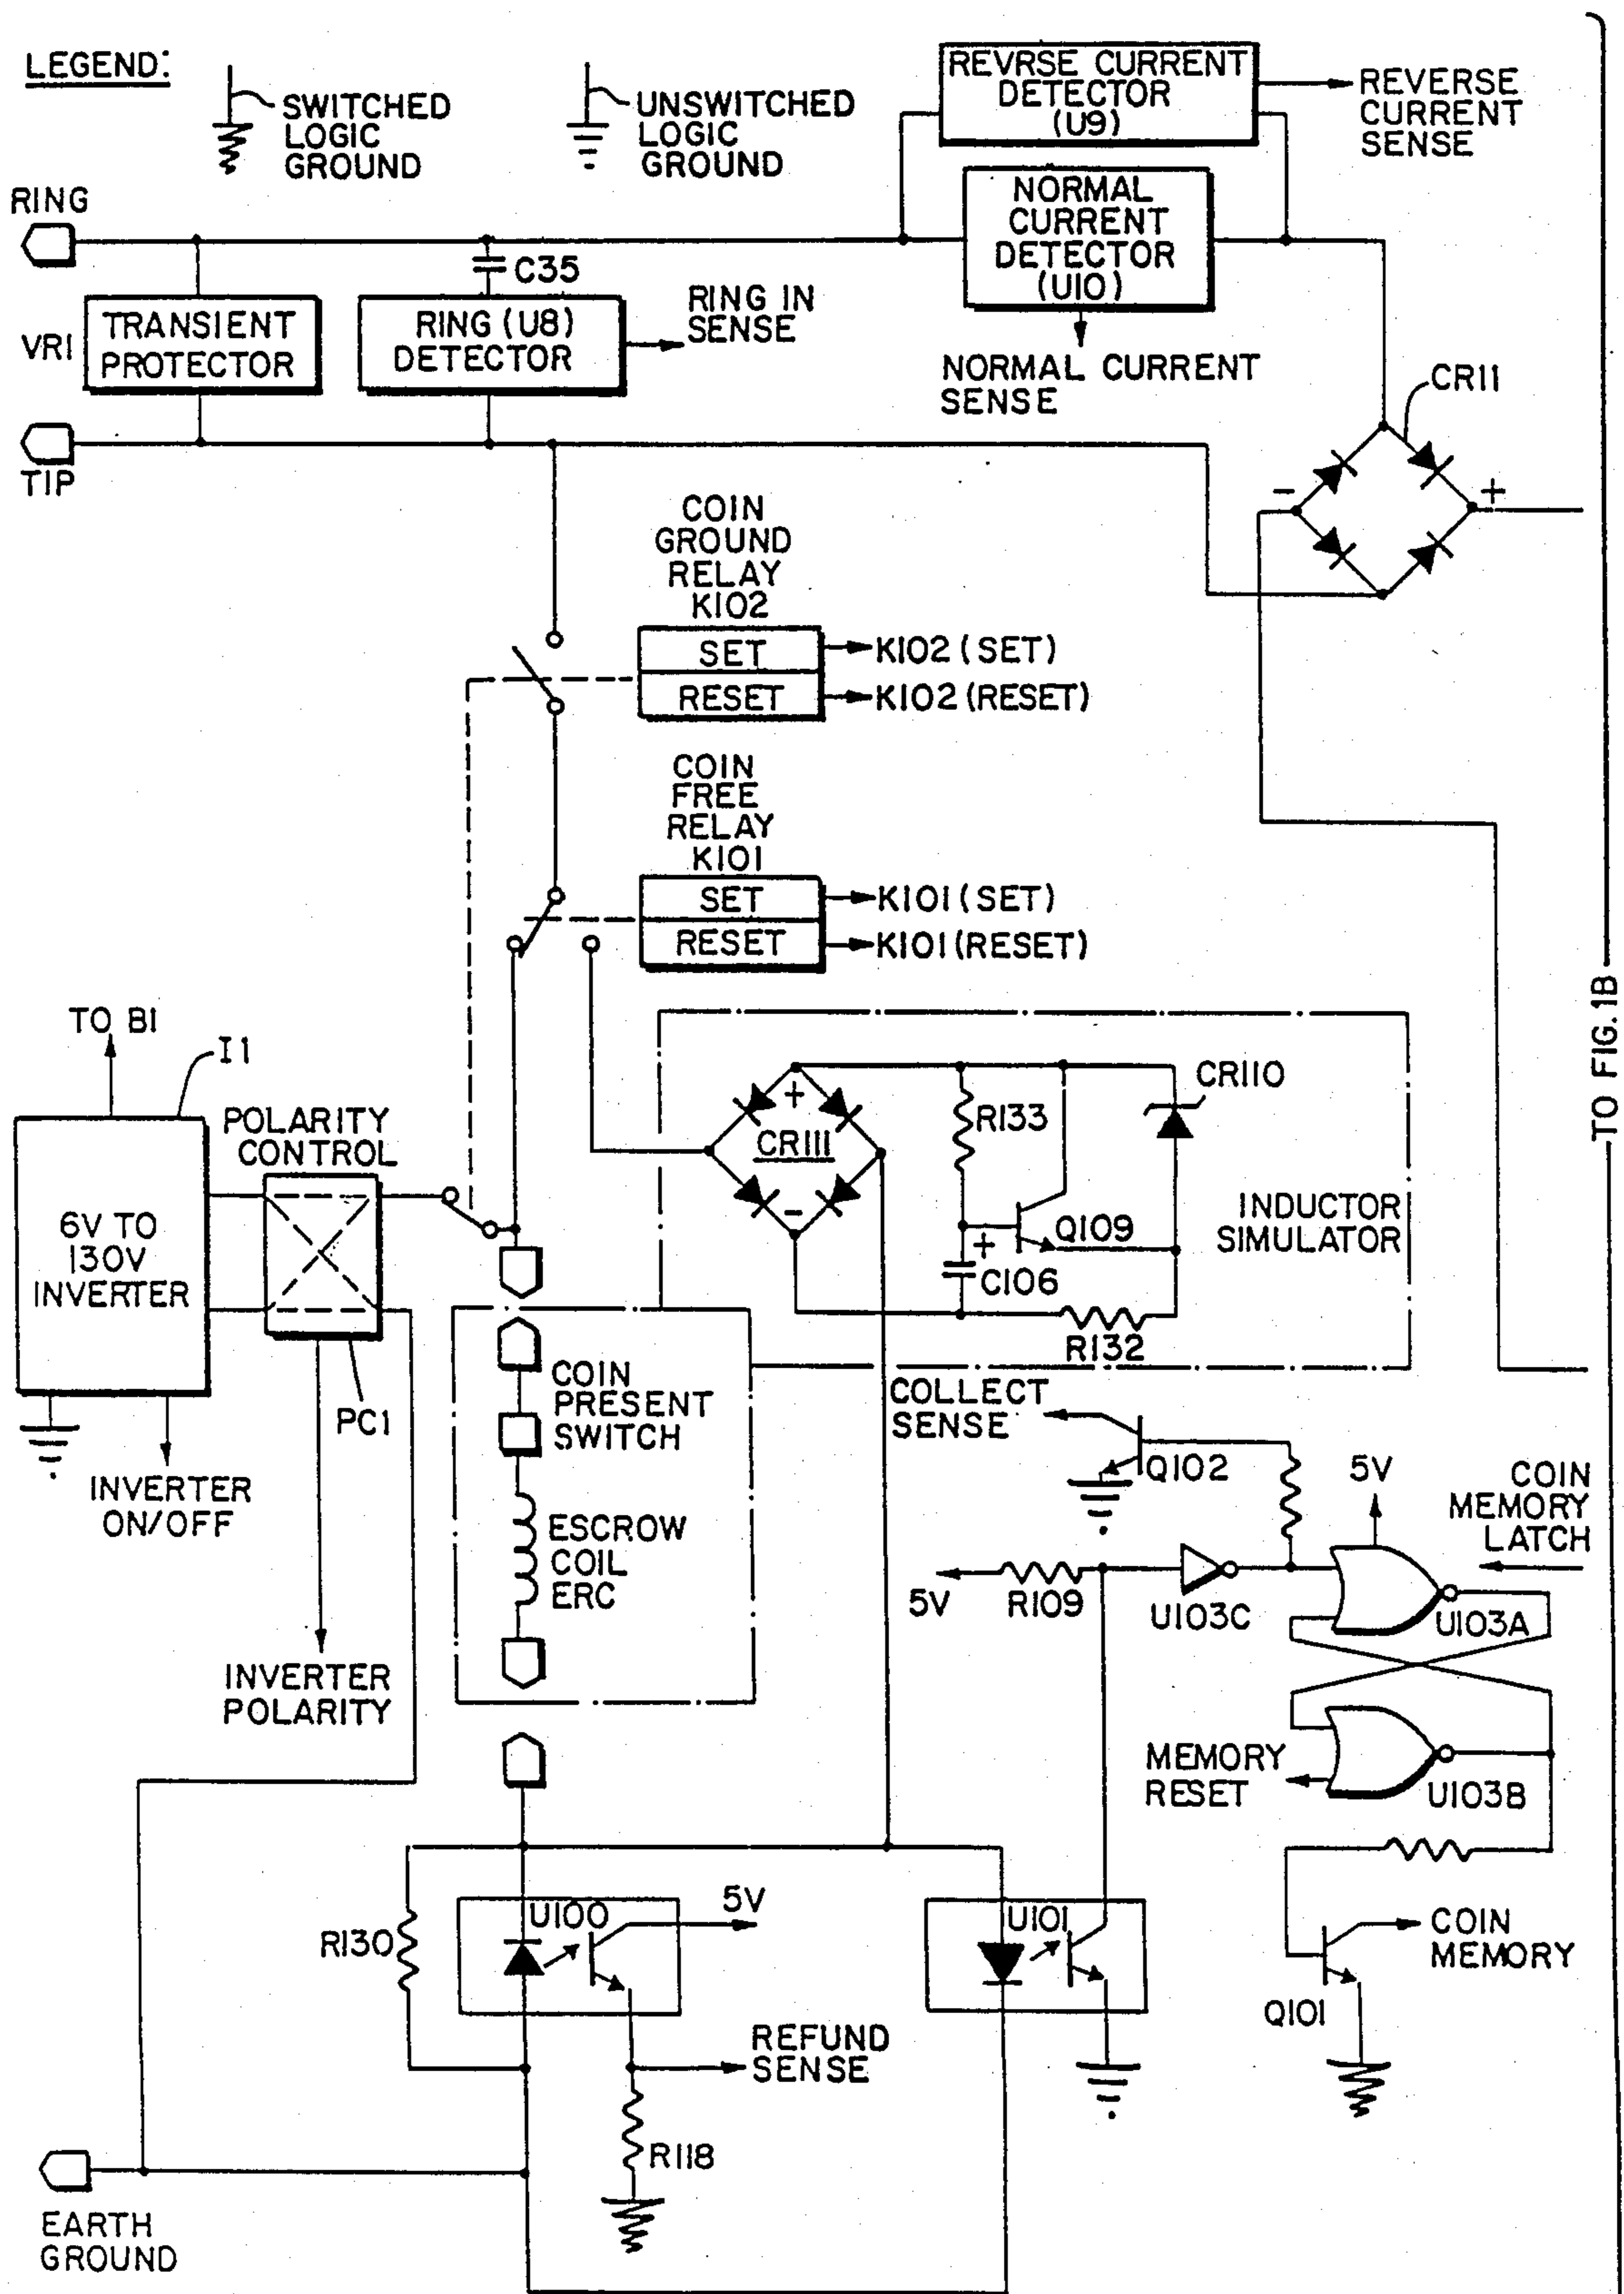 LEGEND:
SWITCHED
LOGIC
GROUND
UNSWITCHED
LOGIC
GROUND
REVRSE CURRENT
DETECTOR
(U9)
REVERSE
CURRENT
SENSE
RING
NORMAL
CURRENT
DETECTOR
(U10)
C35
VR1
TRANSIENT
PROTECTOR
RING (U8)
DETECTOR
RING IN
SENSE
NORMAL CURRENT
SENSE
CR11
TIP
-
+
COIN
GROUND
RELAY
K102
SET
K102 (SET)
RESET
K102 (RESET)
COIN
FREE
RELAY
K101
SET
K101 (SET)
RESET
K101 (RESET)
TO FIG. 1B
TO B1
I1
POLARITY
CONTROL
6V TO
130V
INVERTER
PC1
INVERTER
ON/OFF
INVERTER
POLARITY
+
CR111
-
R133
CR110
Q109
+
C106
R132
INDUCTOR
SIMULATOR
COIN
PRESENT
SWITCH
ESCROW
COIL
ERC
COLLECT
SENSE
Q102
5V
COIN
MEMORY
LATCH
5V
R109
U103C
U103A
MEMORY
RESET
U103B
R130
U100
5V
U101
COIN
MEMORY
Q101
REFUND
SENSE
R118
EARTH
GROUND